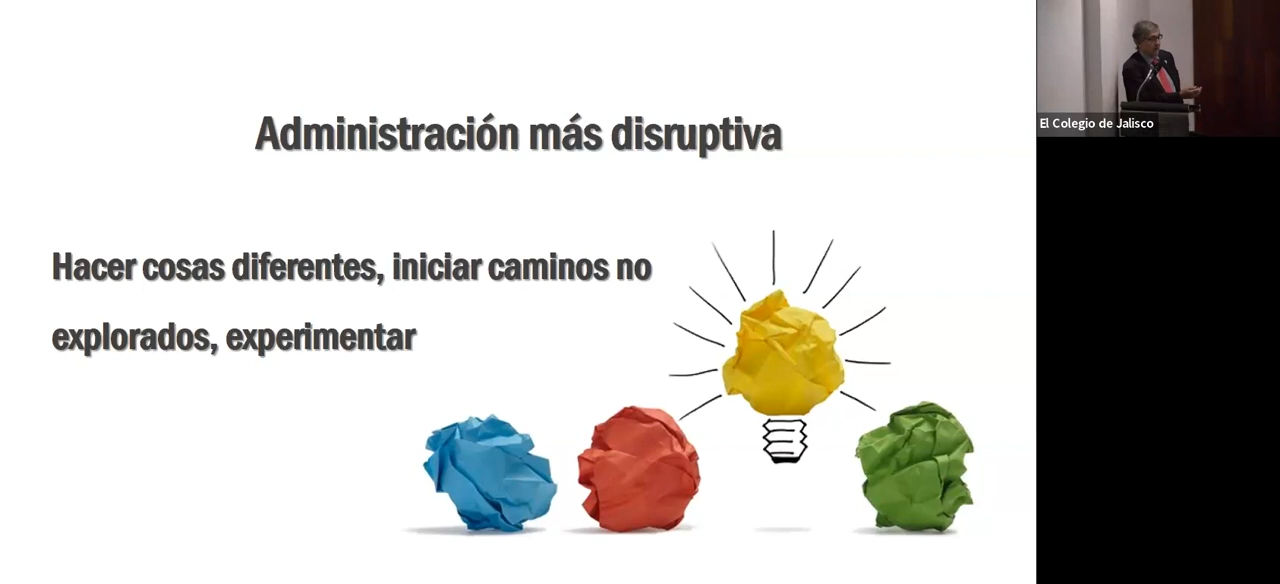 Administración más disruptiva
Hacer cosas diferentes, iniciar caminos no
explorados, experimentar
El Colegio de Jalisco